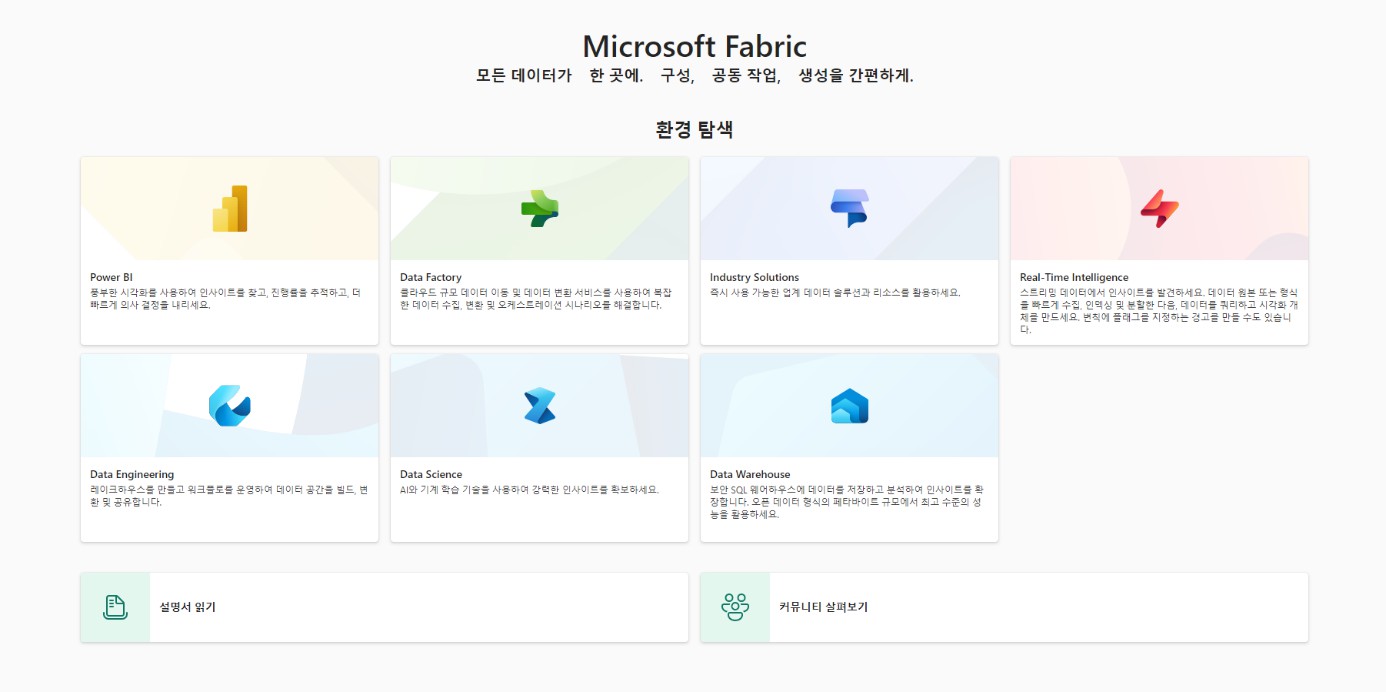 Microsoft Fabric
모든 데이터가 한 곳에. 구성, 공동 작업, 생성을 간편하게.
환경 탐색
Power BI
풍부한 시각화를 사용하여 인사이트를 찾고, 진행률을 추적하고, 더
빠르게 의사 결정을 내리세요.
Data Factory
클라우드 규모 데이터 이동 및 데이터 변환 서비스를 사용하여 복잡
한 데이터 수집, 변환 및 오케스트레이션 시나리오를 해결합니다.
Industry Solutions
즉시 사용 가능한 업계 데이터 솔루션과 리소스를 활용하세요.
Real-Time Intelligence
스트리밍 데이터에서 인사이트를 발견하세요. 데이터 원본 또는 형식
을 빠르게 수집, 인덱싱 및 분할한 다음, 데이터를 쿼리하고 시각화 개
체를 만드세요. 변칙에 플래그를 지정하는 경고를 만들 수도 있습니
다.
Data Engineering
레이크하우스를 만들고 워크플로를 운영하여 데이터 공간을 빌드, 변
환 및 공유합니다.
Data Science
AI와 기계 학습 기술을 사용하여 강력한 인사이트를 확보하세요.
Data Warehouse
보안 SQL 웨어하우스에 데이터를 저장하고 분석하여 인사이트를 확
장합니다. 오픈 데이터 형식의 페타바이트 규모에서 최고 수준의 성
능을 활용하세요.
설명서 읽기
커뮤니티 살펴보기